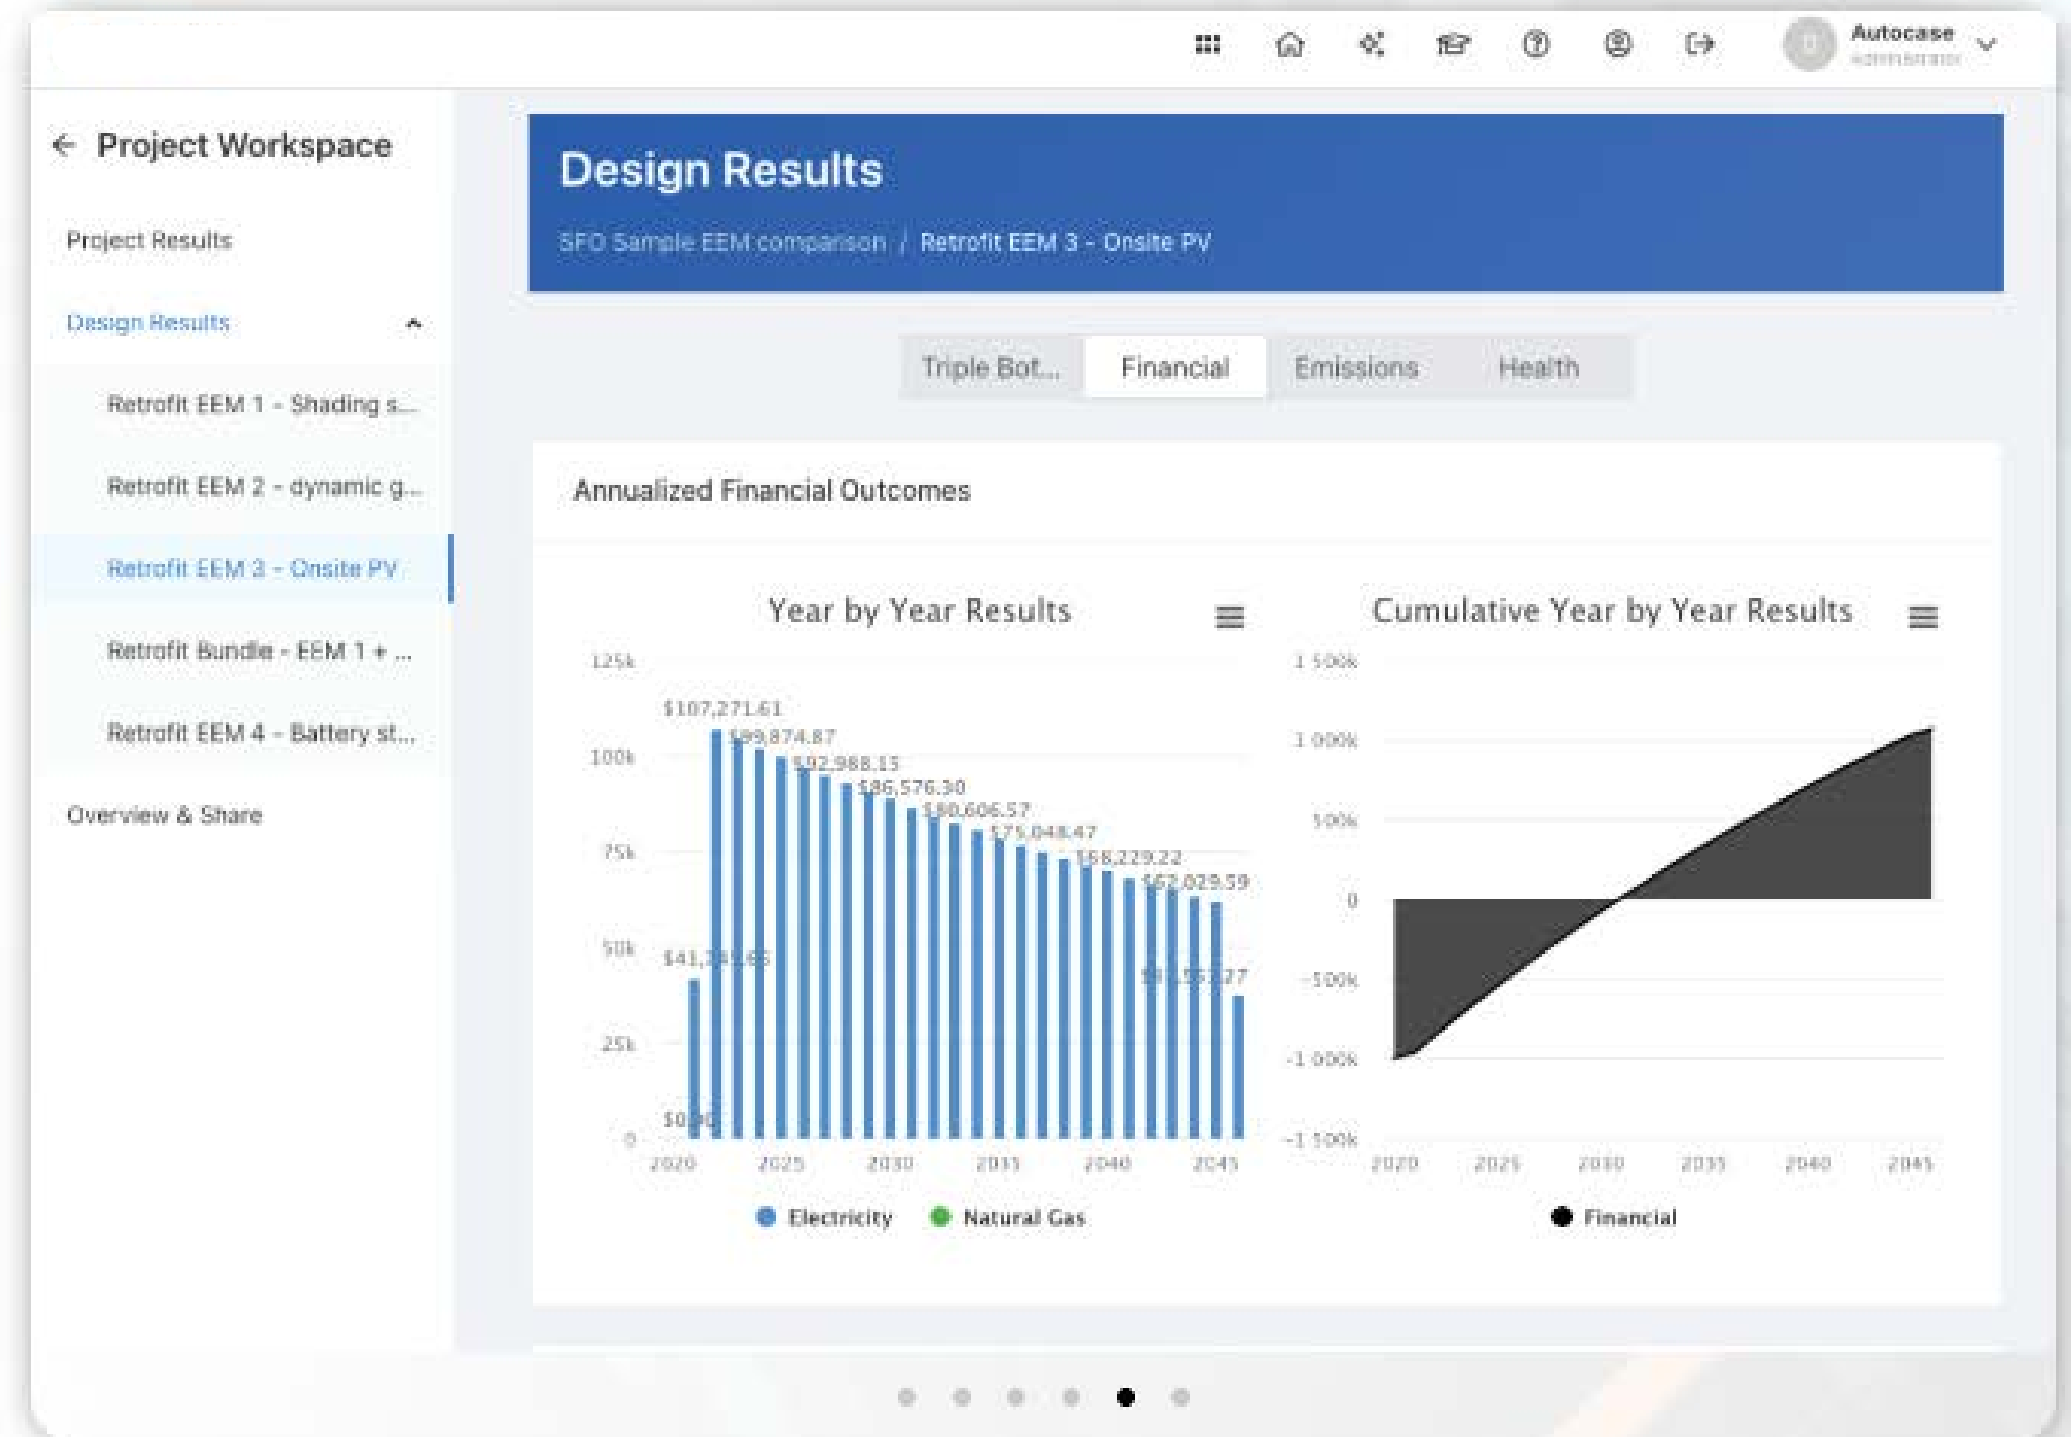 Autocase
administrator
Project Workspace
Project Results
Design Results
Retrofit EEM 1 - Shading s...
Retrofit EEM 2 - dynamic g...
Retrofit EEM 3 - Onsite PV
Retrofit Bundle - EEM 1 + ...
Retrofit EEM 4 - Battery st...
Overview & Share
Design Results
SFO Sample EEM comparison / Retrofit EEM 3 - Onsite PV
Triple Bot... Financial Emissions Health
Annualized Financial Outcomes
Year by Year Results
125k
100k
75k
50k
25k
0
$107,271.61
$99,874.87
$92,988.15
$86,576.30
$80,606.57
$75,048.47
$68,229.22
$62,029.59
2020 2025 2030 2035 2040 2045
Electricity Natural Gas
Cumulative Year by Year Results
1 500k
1 000k
500k
0
-500k
-1 000k
-1 500k
2020 2025 2030 2035 2040 2045
Financial